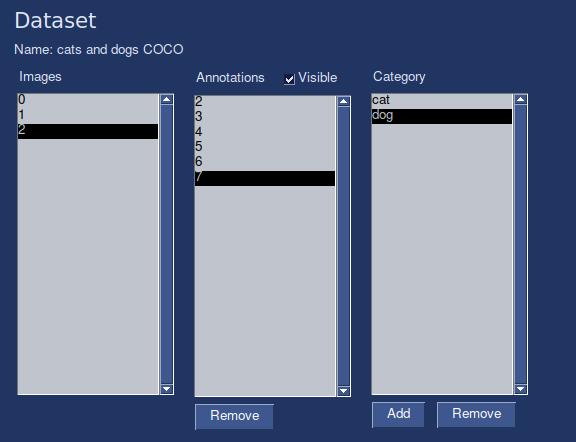 Dataset
Name: cats and dogs COCO
Images
Annotations
Visible
Category
0
1
2
2
3
4
5
6
7
cat
dog
Remove
Add
Remove